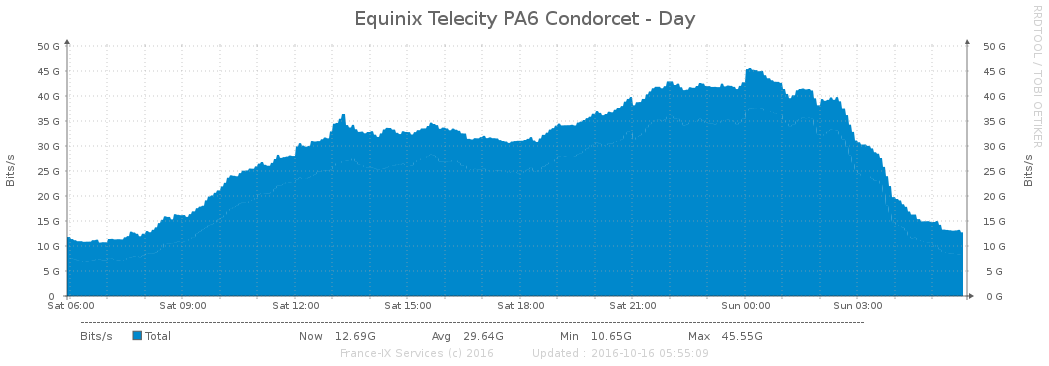 Equinix Telecity PA6 Condorcet - Day
RRDTOOL / TOBI OETIKER
50 G 50 G
45 G 45 G
40 G 40 G
35 G 35 G
30 G 30 G
25 G 25 G
20 G 20 G
15 G 15 G
10 G 10 G
5 G 5 G
0 0 G
Bits/s
Bits/s
Sat 06:00 Sat 09:00 Sat 12:00 Sat 15:00 Sat 18:00 Sat 21:00 Sun 00:00 Sun 03:00
Bits/s Total Now 12.69G Avg 29.64G Min 10.65G Max 45.55G
France-IX Services (c) 2016 Updated : 2016-10-16 05:55:09